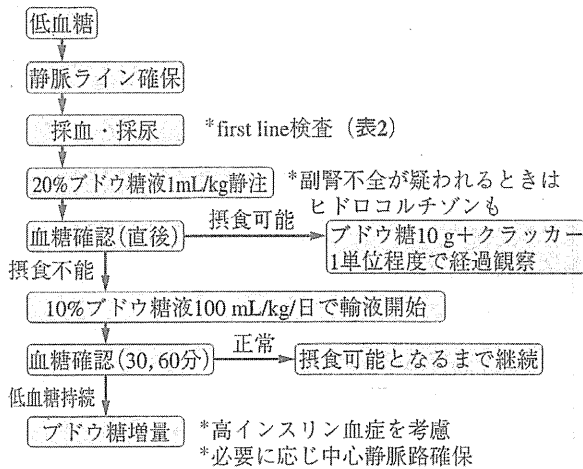 低血糖
静脈ライン確保
採血・採尿 *first line検査（表2）
20%ブドウ糖液1mL/kg静注 *副腎不全が疑われるときは
ヒドロコルチゾンも
血糖確認(直後) 摂食可能 ブドウ糖10 g+クラッカー
1単位程度で経過観察
摂食不能
10%ブドウ糖液100 mL/kg/日で輸液開始
血糖確認(30, 60分) 正常 摂食可能となるまで継続
低血糖持続
ブドウ糖増量 *高インスリン血症を考慮
*必要に応じ中心静脈路確保